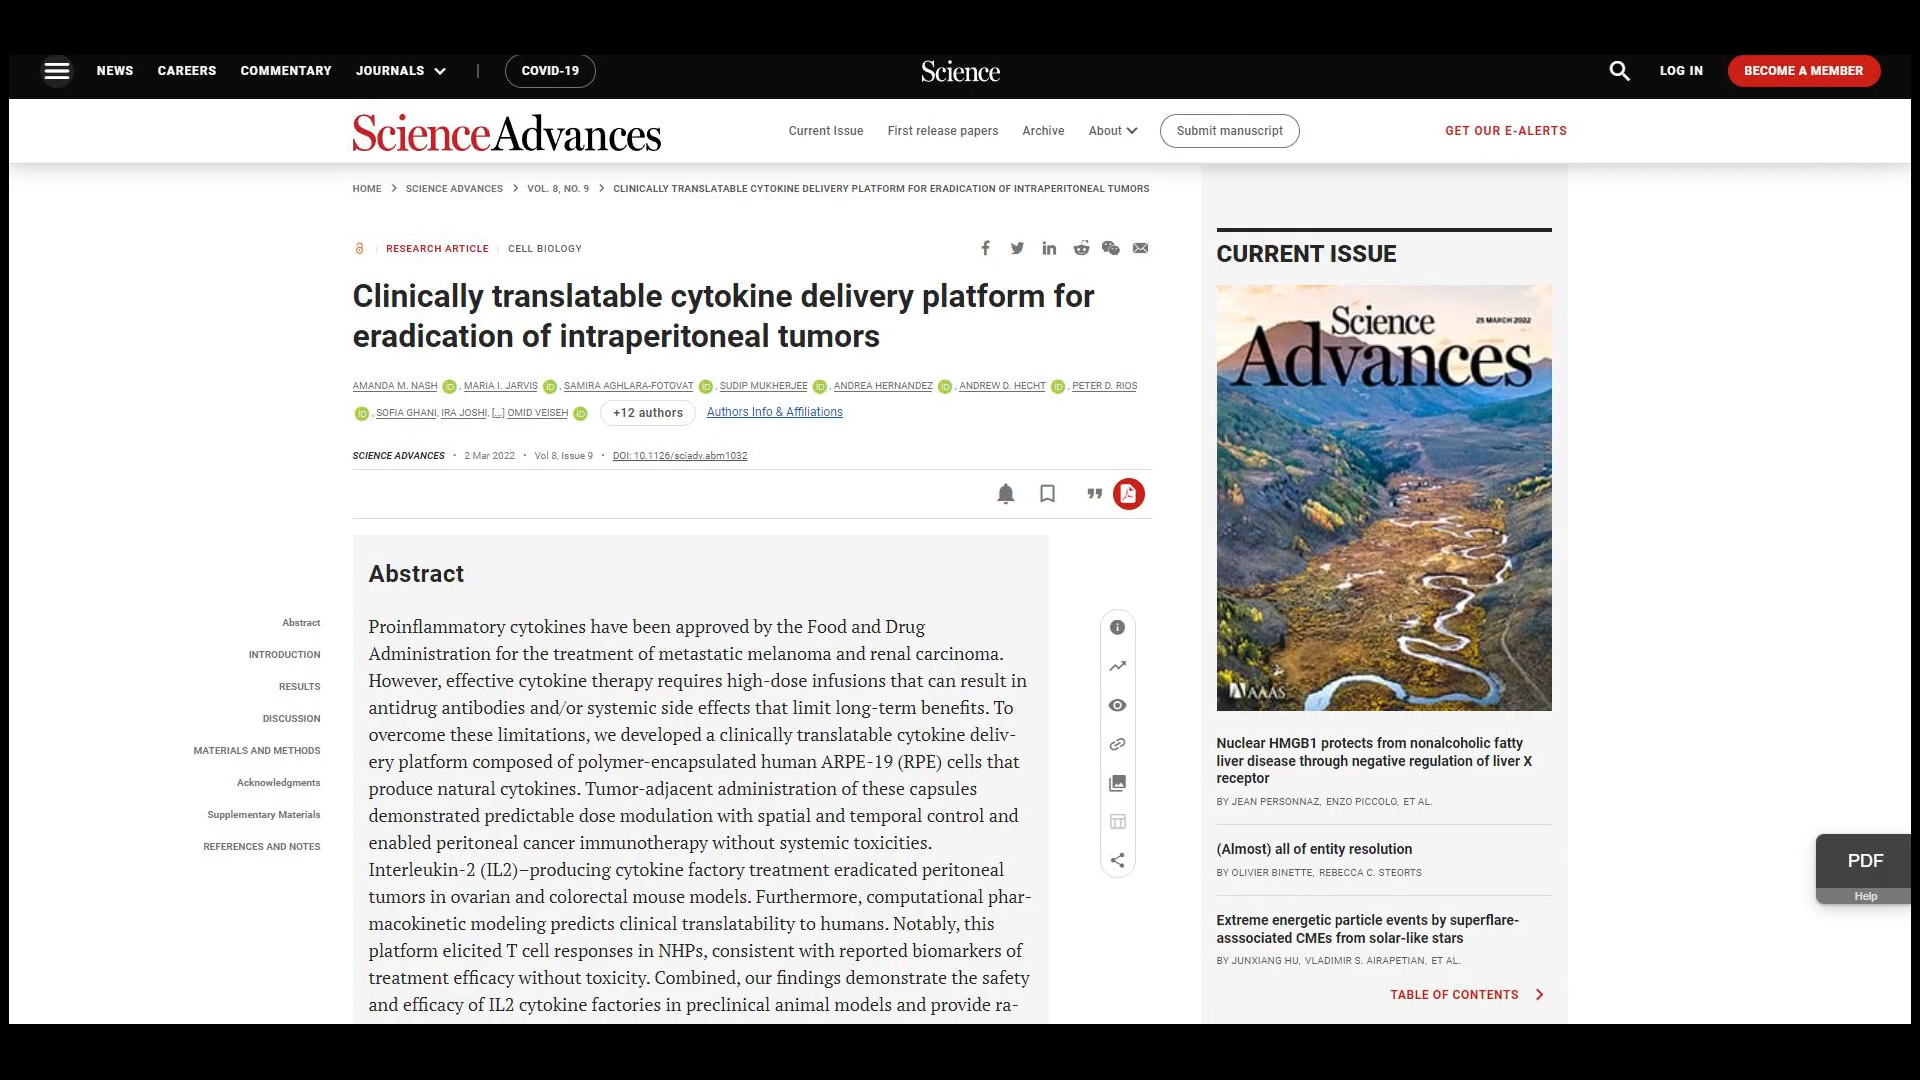 NEWS CAREERS COMMENTARY JOURNALS | COVID-19 Science LOG IN BECOME A MEMBER
ScienceAdvances Current Issue First release papers Archive About Submit manuscript GET OUR E-ALERTS
HOME > SCIENCE ADVANCES > VOL. 8, NO. 9 > CLINICALLY TRANSLATABLE CYTOKINE DELIVERY PLATFORM FOR ERADICATION OF INTRAPERITONEAL TUMORS
RESEARCH ARTICLE | CELL BIOLOGY
Clinically translatable cytokine delivery platform for
eradication of intraperitoneal tumors
AMANDA M. NASH iD, MARIA I. JARVIS iD, SAMIRA AGHLARA-FOTOVAT iD, SUDIP MUKHERJEE iD, ANDREA HERNANDEZ iD, ANDREW D. HECHT iD, PETER D. RIOS
iD, SOFIA GHANI, IRA JOSHI, [...] OMID VEISEH iD +12 authors Authors Info & Affiliations
SCIENCE ADVANCES • 2 Mar 2022 • Vol 8, Issue 9 • DOI: 10.1126/sciadv.abm1032
Abstract
Proinflammatory cytokines have been approved by the Food and Drug
Administration for the treatment of metastatic melanoma and renal carcinoma.
However, effective cytokine therapy requires high-dose infusions that can result in
antidrug antibodies and/or systemic side effects that limit long-term benefits. To
overcome these limitations, we developed a clinically translatable cytokine deliv-
ery platform composed of polymer-encapsulated human ARPE-19 (RPE) cells that
produce natural cytokines. Tumor-adjacent administration of these capsules
demonstrated predictable dose modulation with spatial and temporal control and
enabled peritoneal cancer immunotherapy without systemic toxicities.
Interleukin-2 (IL2)–producing cytokine factory treatment eradicated peritoneal
tumors in ovarian and colorectal mouse models. Furthermore, computational phar-
macokinetic modeling predicts clinical translatability to humans. Notably, this
platform elicited T cell responses in NHPs, consistent with reported biomarkers of
treatment efficacy without toxicity. Combined, our findings demonstrate the safety
and efficacy of IL2 cytokine factories in preclinical animal models and provide ra-
Abstract
INTRODUCTION
RESULTS
DISCUSSION
MATERIALS AND METHODS
Acknowledgments
Supplementary Materials
REFERENCES AND NOTES
CURRENT ISSUE
Science
Advances
25 MARCH 2022
AAAS
Nuclear HMGB1 protects from nonalcoholic fatty
liver disease through negative regulation of liver X
receptor
BY JEAN PERSONNAZ, ENZO PICCOLO, ET AL.
(Almost) all of entity resolution
BY OLIVIER BINETTE, REBECCA C. STEORTS
Extreme energetic particle events by superflare-
asssociated CMEs from solar-like stars
BY JUNXIANG HU, VLADIMIR S. AIRAPETIAN, ET AL.
TABLE OF CONTENTS >
PDF
Help